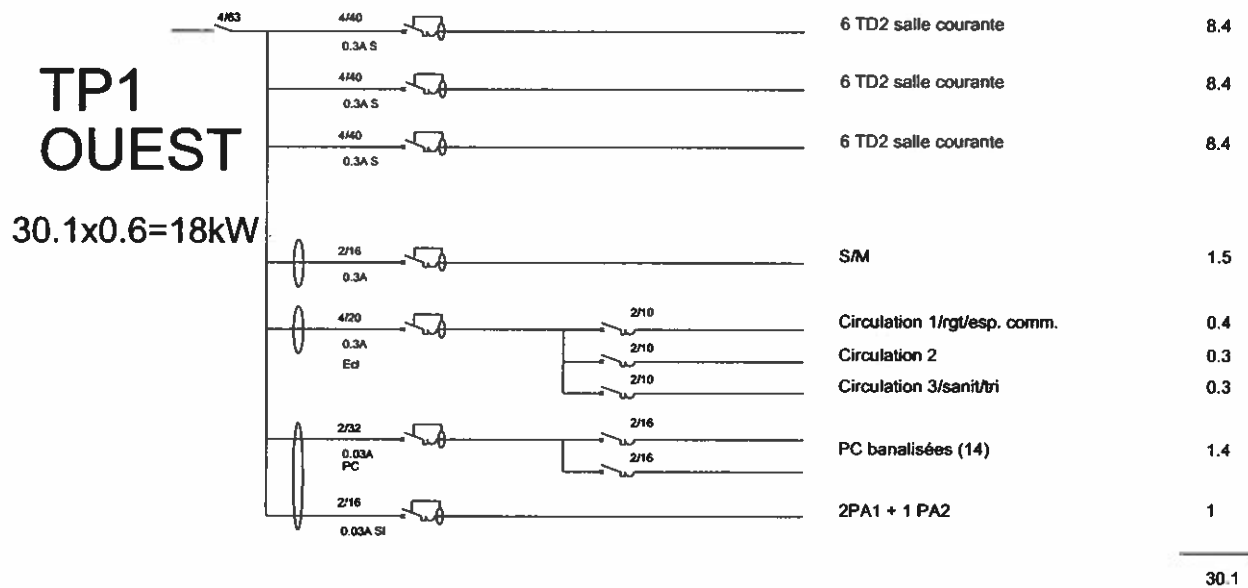 4/63
4/40
0.3A S
6 TD2 salle courante
8.4
4/40
0.3A S
6 TD2 salle courante
8.4
4/40
0.3A S
6 TD2 salle courante
8.4
TP1
OUEST
30.1x0.6=18kW
2/16
0.3A
S/M
1.5
4/20
0.3A
Ecl
2/10
Circulation 1/rgt/esp. comm.
0.4
2/10
Circulation 2
0.3
2/10
Circulation 3/sanit/tri
0.3
2/32
0.03A
PC
2/16
2/16
PC banalisées (14)
1.4
2/16
0.03A SI
2PA1 + 1 PA2
1
30.1